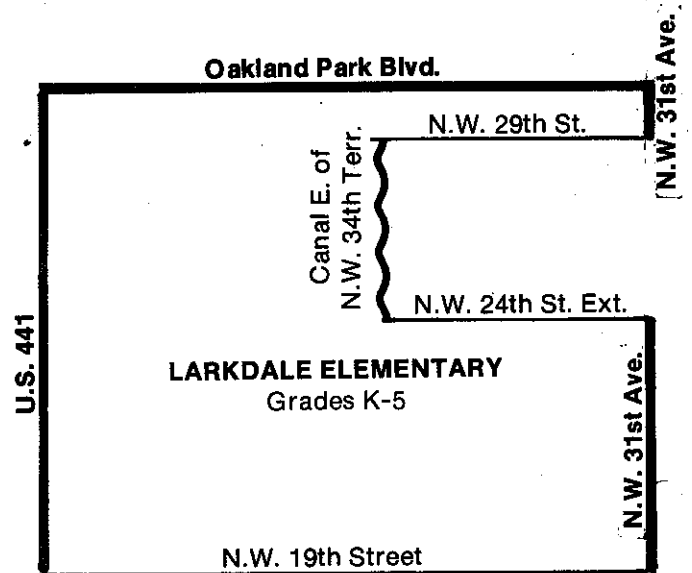 Oakland Park Blvd.
N.W. 31st Ave.
N.W. 29th St.
Canal E. of
N.W. 34th Terr.
N.W. 24th St. Ext.
U.S. 441
LARKDALE ELEMENTARY
Grades K-5
N.W. 31st Ave.
N.W. 19th Street